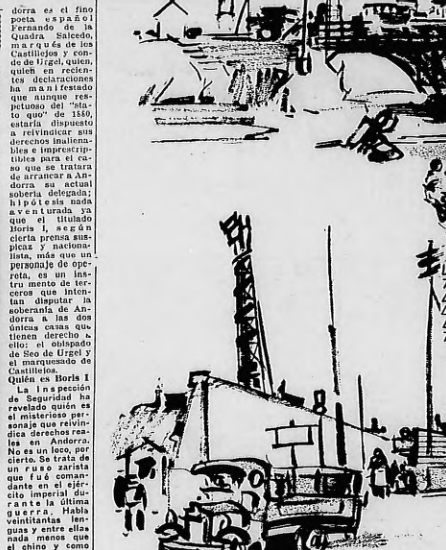 dorra es el fino
poeta español
Fernando de la
Quadra Salcedo,
marqués de los
Castillejos y con-
de de Urgel, quien,
quien en recien-
tes declaraciones
ha manifestado
que aunque res-
petuoso del "sta-
to quo" de 1880,
estaría dispuesto
a reivindicar sus
derechos inaliena-
bles e imprescrip-
tibles para el ca-
so que se tratara
de arrancar a An-
dorra su actual
sobería delegada;
hipótesis nada
aventurada ya
que el titulado
Boris I, según
cierta prensa sus-
picaz y naciona-
lista, más que un
personaje de ope-
reta, es un ins-
trumento de ter-
ceros que inten-
tan disputar la
soberanía de An-
dorra a las dos
únicas casas que
tienen derecho a
ello: el obispado
de Seo de Urgel y
el marquesado de
Castillejos.
Quién es Boris I
La Inspección
de Seguridad ha
revelado quién es
el misterioso per-
sonaje que reivin-
dica derechos rea-
les en Andorra.
No es un loco, por
cierto. Se trata de
un ruso zarista
que fué coman-
dante en el ejér-
cito imperial du-
rante la última
guerra. Habla
veintitantas len-
guas y entre ellas
nada menos que
el chino y como